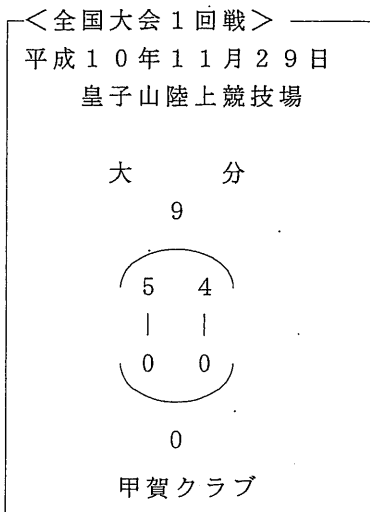 ＜全国大会１回戦＞
平成１０年１１月２９日
皇子山陸上競技場
大　分
９
５　４
｜　｜
０　０
０
甲賀クラブ